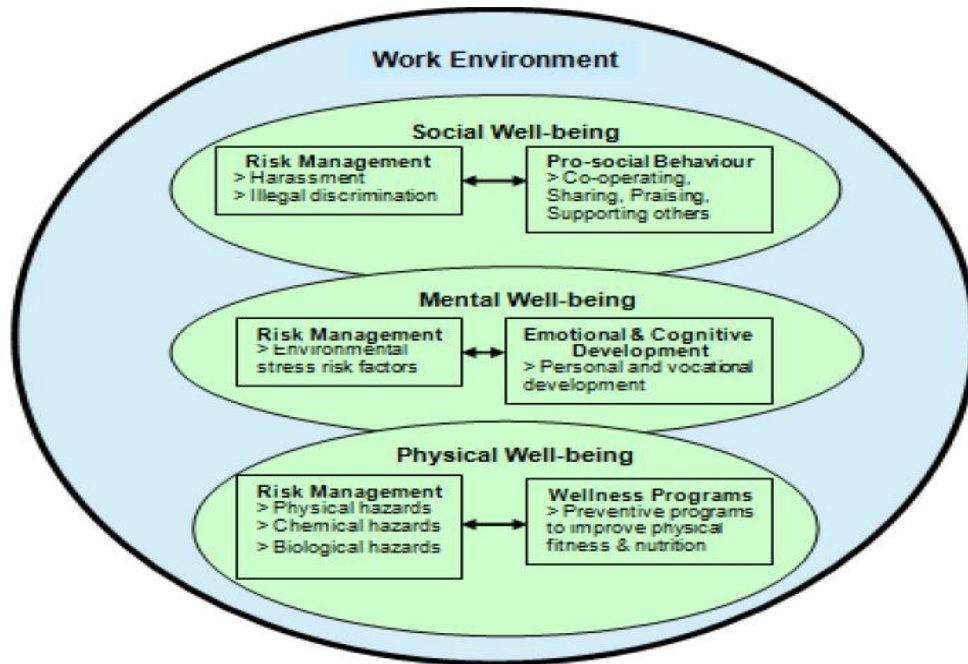 Work Environment
Social Well-being
Risk Management
> Harassment
> Illegal discrimination
Pro-social Behaviour
> Co-operating,
Sharing, Praising,
Supporting others
Mental Well-being
Risk Management
> Environmental
stress risk factors
Emotional & Cognitive
Development
> Personal and vocational
development
Physical Well-being
Risk Management
> Physical hazards
> Chemical hazards
> Biological hazards
Wellness Programs
> Preventive programs
to improve physical
fitness & nutrition